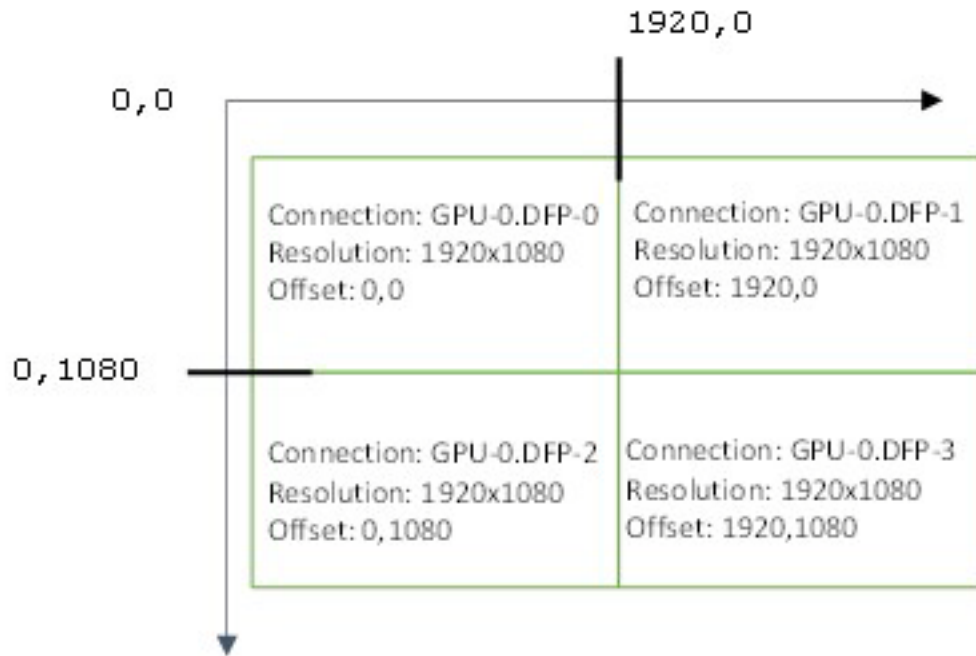 1920,0
0,0
Connection: GPU-0.DFP-0
Resolution: 1920x1080
Offset: 0,0
Connection: GPU-0.DFP-1
Resolution: 1920x1080
Offset: 1920,0
0,1080
Connection: GPU-0.DFP-2
Resolution: 1920x1080
Offset: 0,1080
Connection: GPU-0.DFP-3
Resolution: 1920x1080
Offset: 1920,1080